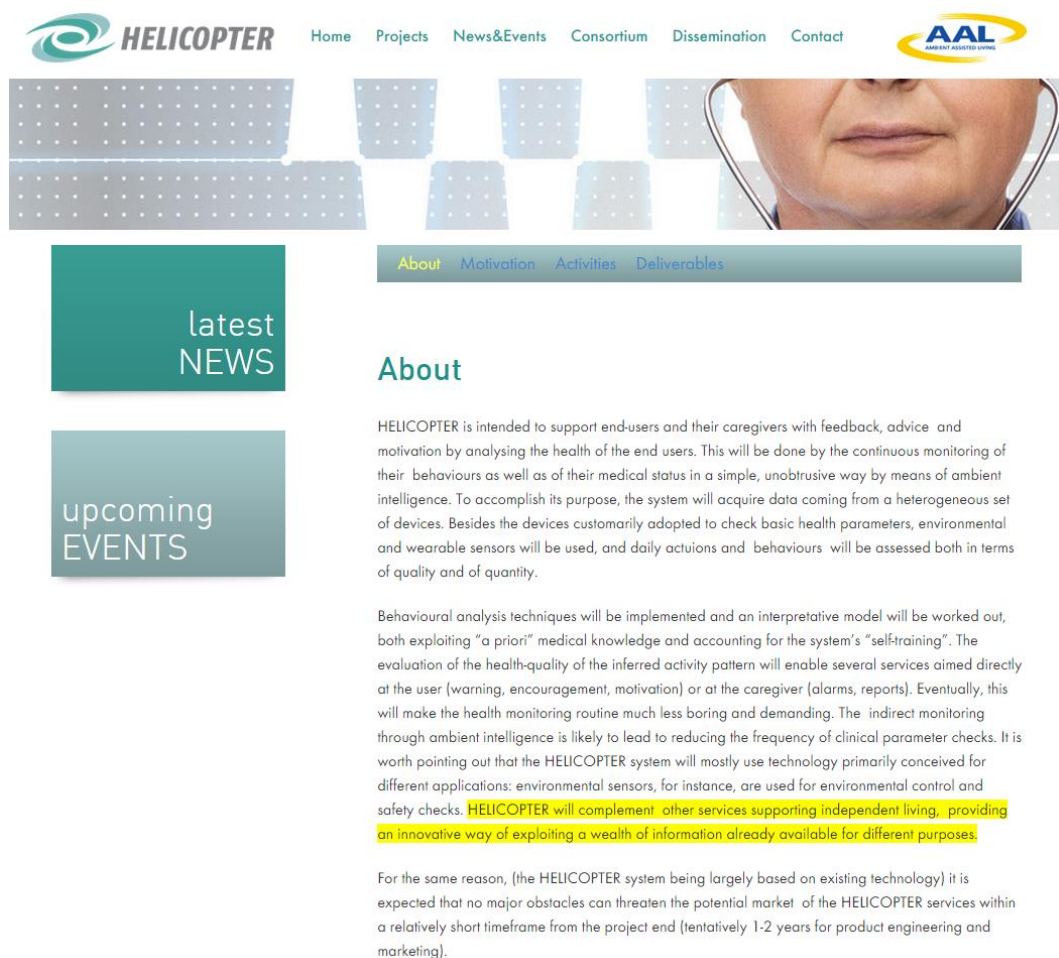 HELICOPTER
Home Projects News&Events Consortium Dissemination Contact
AAL
AMBIENT ASSISTED LIVING
latest
NEWS
upcoming
EVENTS
About Motivation Activities Deliverables
About
HELICOPTER is intended to support end-users and their caregivers with feedback, advice and
motivation by analysing the health of the end users. This will be done by the continuous monitoring of
their behaviours as well as of their medical status in a simple, unobtrusive way by means of ambient
intelligence. To accomplish its purpose, the system will acquire data coming from a heterogeneous set
of devices. Besides the devices customarily adopted to check basic health parameters, environmental
and wearable sensors will be used, and daily actuions and behaviours will be assessed both in terms
of quality and of quantity.
Behavioural analysis techniques will be implemented and an interpretative model will be worked out,
both exploiting “a priori” medical knowledge and accounting for the system’s “self-training”. The
evaluation of the health-quality of the inferred activity pattern will enable several services aimed directly
at the user (warning, encouragement, motivation) or at the caregiver (alarms, reports). Eventually, this
will make the health monitoring routine much less boring and demanding. The indirect monitoring
through ambient intelligence is likely to lead to reducing the frequency of clinical parameter checks. It is
worth pointing out that the HELICOPTER system will mostly use technology primarily conceived for
different applications: environmental sensors, for instance, are used for environmental control and
safety checks. HELICOPTER will complement other services supporting independent living, providing
an innovative way of exploiting a wealth of information already available for different purposes.
For the same reason, (the HELICOPTER system being largely based on existing technology) it is
expected that no major obstacles can threaten the potential market of the HELICOPTER services within
a relatively short timeframe from the project end (tentatively 1-2 years for product engineering and
marketing).